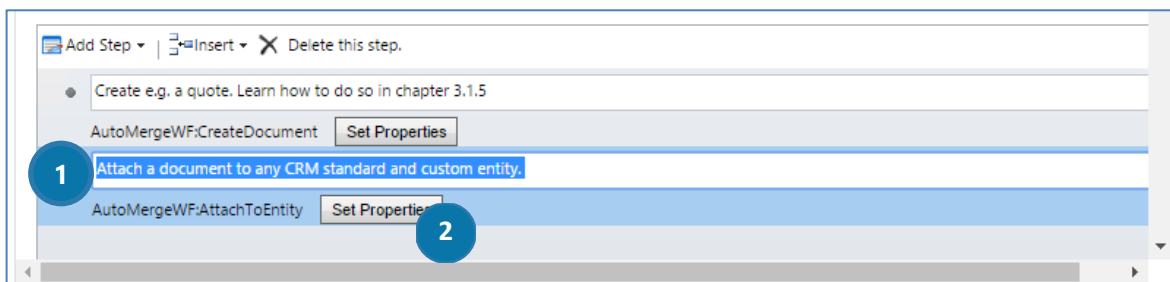 Add Step Insert Delete this step.
Create e.g. a quote. Learn how to do so in chapter 3.1.5
AutoMergeWF:CreateDocument Set Properties
1 Attach a document to any CRM standard and custom entity.
AutoMergeWF:AttachToEntity Set Properties
2